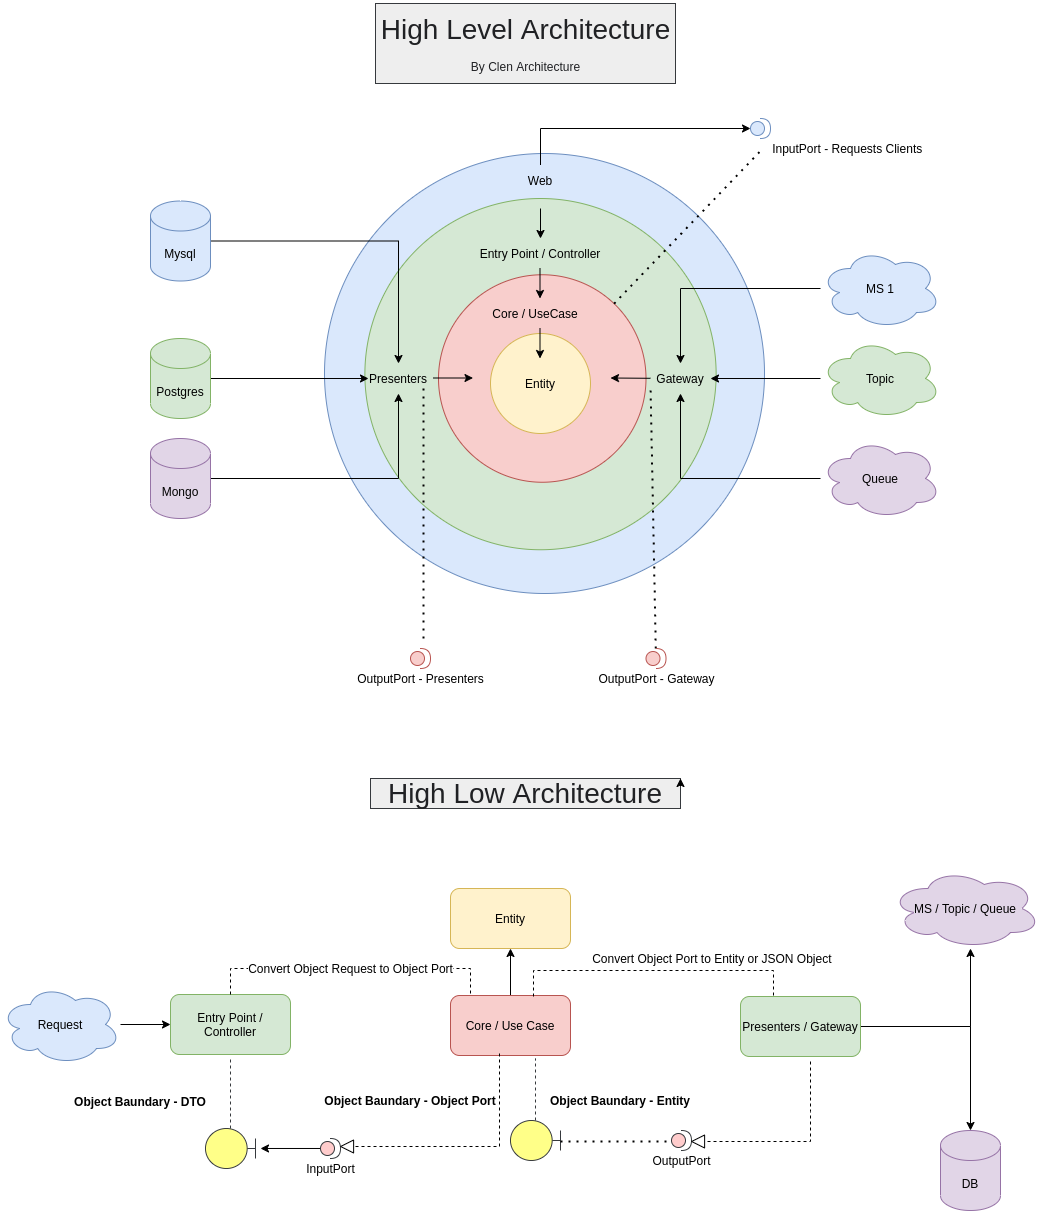 High Level Architecture
By Clen Architecture
InputPort - Requests Clients
Web
Mysql
Entry Point / Controller
MS 1
Core / UseCase
Postgres
Presenters
Entity
Gateway
Topic
Mongo
Queue
OutputPort - Presenters
OutputPort - Gateway
High Low Architecture
Entity
MS / Topic / Queue
Convert Object Request to Object Port
Convert Object Port to Entity or JSON Object
Request
Entry Point /
Controller
Core / Use Case
Presenters / Gateway
Object Baundary - DTO
Object Baundary - Object Port
Object Baundary - Entity
InputPort
OutputPort
DB